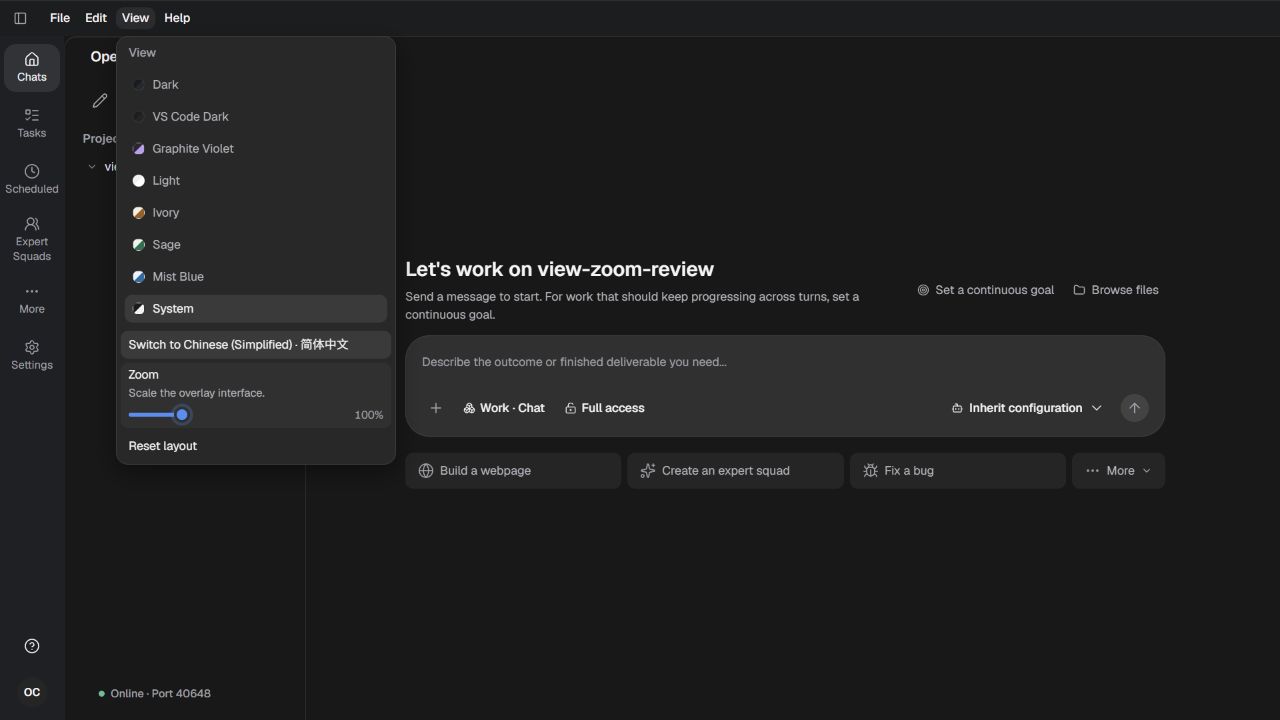 File Edit View Help
Chats
Tasks
Scheduled
Expert
Squads
More
Settings
OC
Ope
Projec
View
Dark
VS Code Dark
Graphite Violet
Light
Ivory
Sage
Mist Blue
System
Switch to Chinese (Simplified) · 简体中文
Zoom
Scale the overlay interface.
100%
Reset layout
Online · Port 40648
Let's work on view-zoom-review
Send a message to start. For work that should keep progressing across turns, set a
continuous goal.
Set a continuous goal Browse files
Describe the outcome or finished deliverable you need...
Work · Chat Full access Inherit configuration
Build a webpage Create an expert squad Fix a bug More